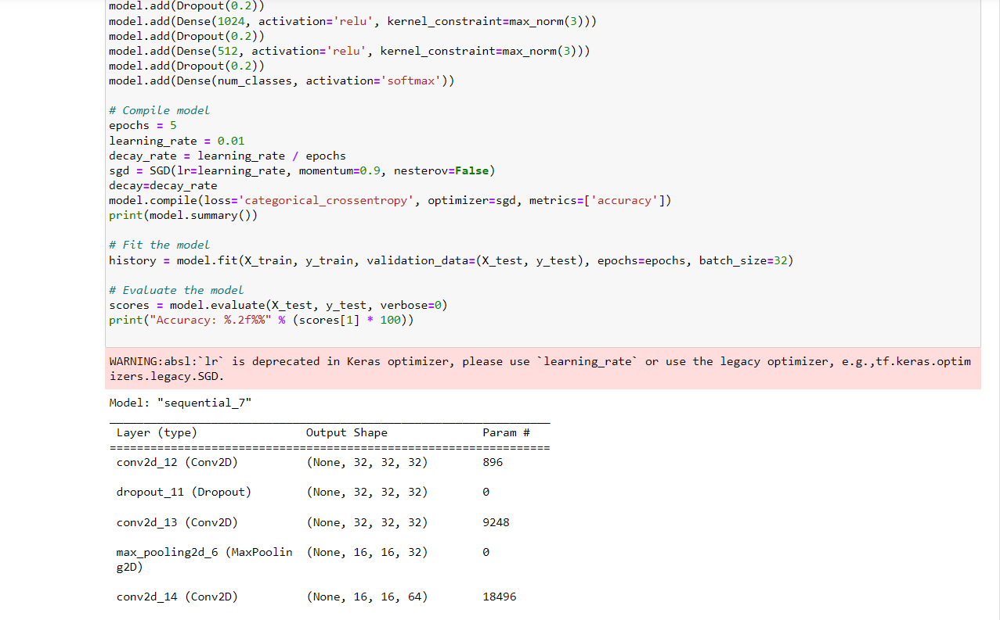 model.add(Dropout(0.2))
model.add(Dense(1024, activation='relu', kernel_constraint=max_norm(3)))
model.add(Dropout(0.2))
model.add(Dense(512, activation='relu', kernel_constraint=max_norm(3)))
model.add(Dropout(0.2))
model.add(Dense(num_classes, activation='softmax'))
# Compile model
epochs = 5
learning_rate = 0.01
decay_rate = learning_rate / epochs
sgd = SGD(lr=learning_rate, momentum=0.9, nesterov=False)
decay=decay_rate
model.compile(loss='categorical_crossentropy', optimizer=sgd, metrics=['accuracy'])
print(model.summary())
# Fit the model
history = model.fit(X_train, y_train, validation_data=(X_test, y_test), epochs=epochs, batch_size=32)
# Evaluate the model
scores = model.evaluate(X_test, y_test, verbose=0)
print("Accuracy: %.2f%%" % (scores[1] * 100))
WARNING:absl:`lr` is deprecated in Keras optimizer, please use `learning_rate` or use the legacy optimizer, e.g.,tf.keras.optim
izers.legacy.SGD.
Model: "sequential_7"
_________________________________________________________________
Layer (type) Output Shape Param #
=================================================================
conv2d_12 (Conv2D) (None, 32, 32, 32) 896
dropout_11 (Dropout) (None, 32, 32, 32) 0
conv2d_13 (Conv2D) (None, 32, 32, 32) 9248
max_pooling2d_6 (MaxPoolin (None, 16, 16, 32) 0
g2D)
conv2d_14 (Conv2D) (None, 16, 16, 64) 18496